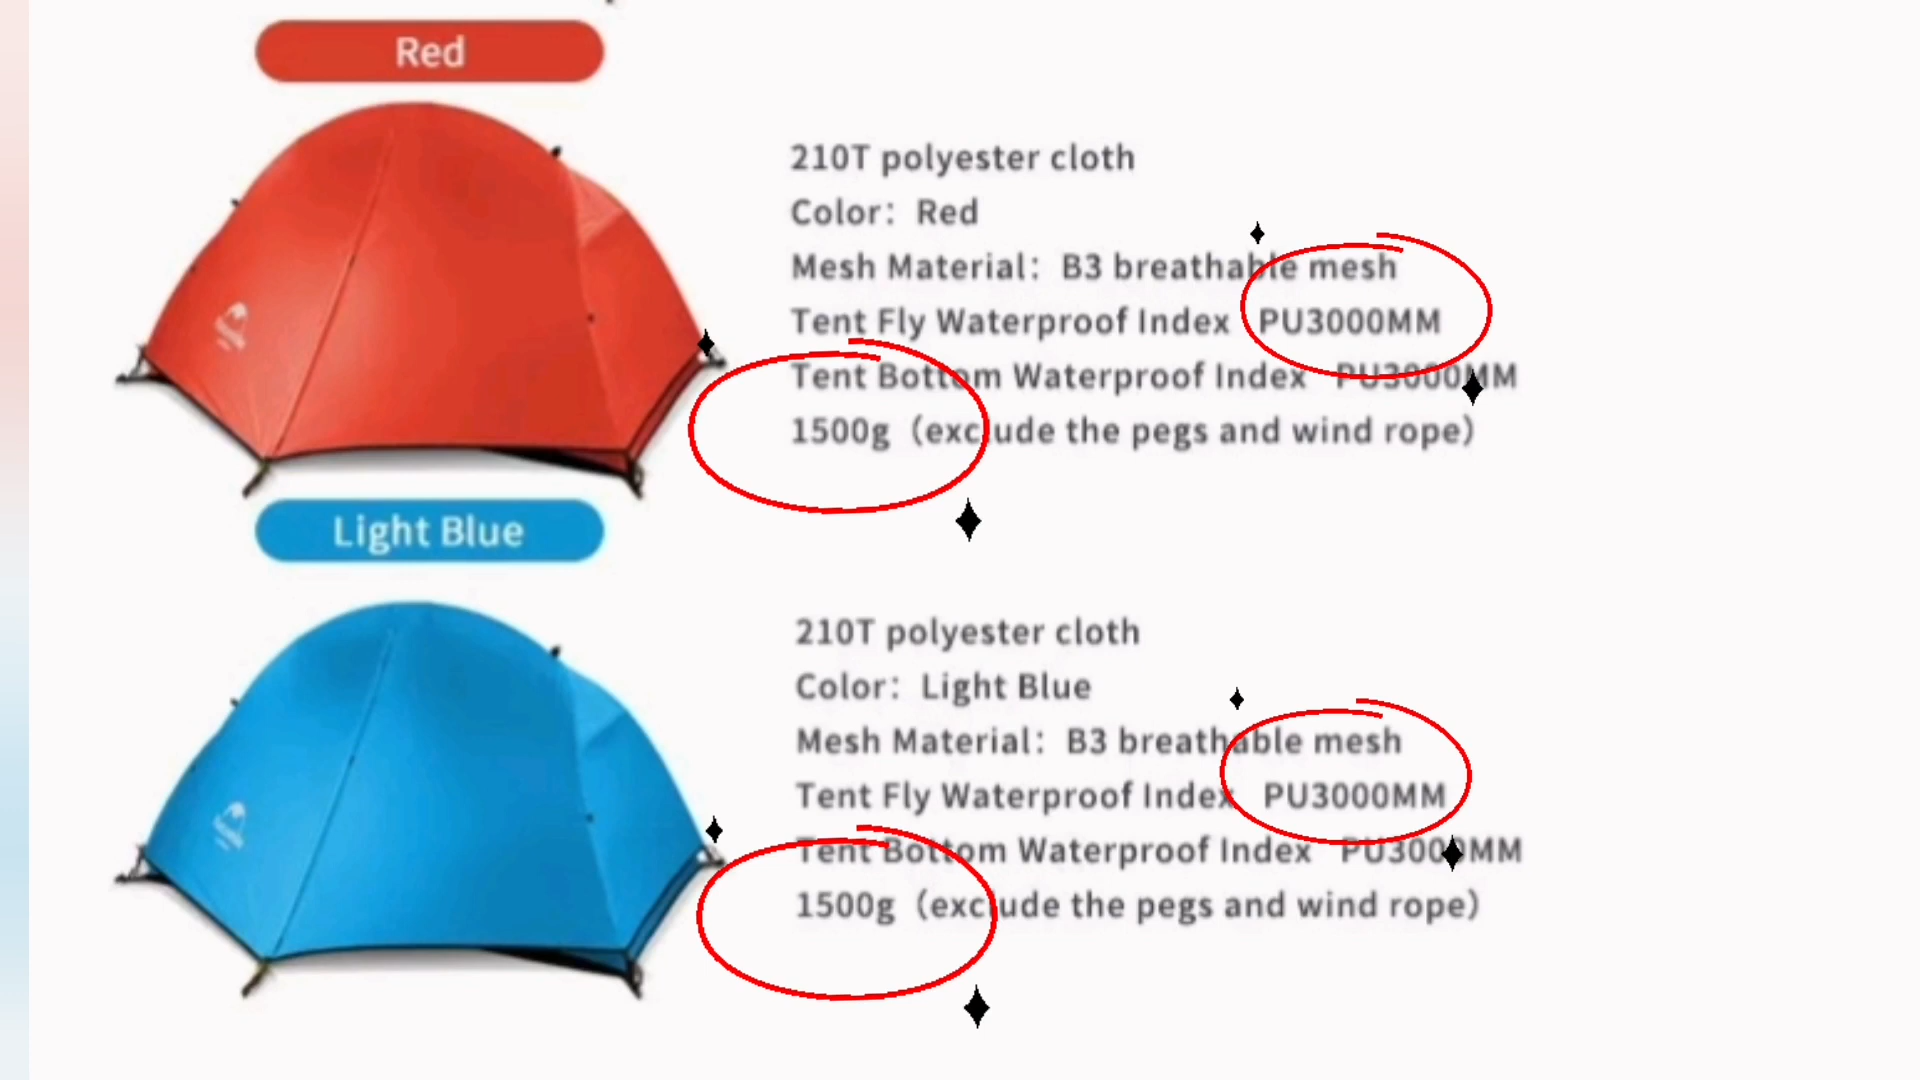 Red
210T polyester cloth
Color: Red
Mesh Material: B3 breathable mesh
Tent Fly Waterproof Index PU3000MM
Tent Bottom Waterproof Index PU3000MM
1500g (exclude the pegs and wind rope)
Light Blue
210T polyester cloth
Color: Light Blue
Mesh Material: B3 breathable mesh
Tent Fly Waterproof Index PU3000MM
Tent Bottom Waterproof Index PU3000MM
1500g (exclude the pegs and wind rope)